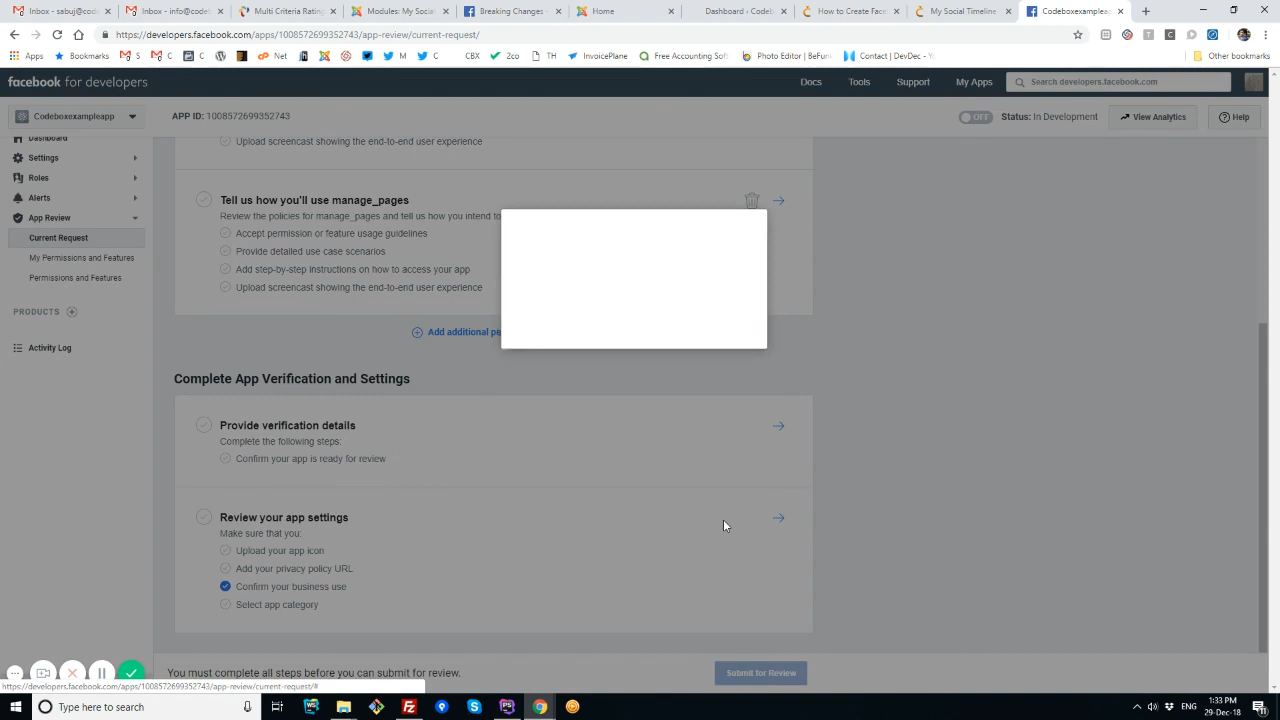 Inbox - sabuj@cod
Inbox - info@codeb
Multi Criteria Rating
Modules: My Social
Breaking Changes -
Home
Dashboard ‹ Codeb
How to Create Face
My Social Timeline
Facebookexampleap
https://developers.facebook.com/apps/1008572699352743/app-review/current-request/
Apps
Bookmarks
S
C
C
Net
M
C
CBX
Zco
TH
InvoicePlane
Free Accounting Soft
Photo Editor | BeFun
Contact | DevDec - Y
Other bookmarks
facebook for developers
Docs
Tools
Support
My Apps
Search developers.facebook.com
Codeboxexampleapp
APP ID: 1008572699352743
OFF
Status: In Development
View Analytics
Help
Dashboard
Settings
Roles
Alerts
App Review
Current Request
My Permissions and Features
Permissions and Features
PRODUCTS
Activity Log
Upload screencast showing the end-to-end user experience
Tell us how you'll use manage_pages
Review the policies for manage_pages and tell us how you intend to
Accept permission or feature usage guidelines
Provide detailed use case scenarios
Add step-by-step instructions on how to access your app
Upload screencast showing the end-to-end user experience
Add additional pe
Complete App Verification and Settings
Provide verification details
Complete the following steps:
Confirm your app is ready for review
Review your app settings
Make sure that you:
Upload your app icon
Add your privacy policy URL
Confirm your business use
Select app category
You must complete all steps before you can submit for review.
Submit for Review
https://developers.facebook.com/apps/1008572699352743/app-review/current-request/#
Type here to search
ENG
1:33 PM
29-Dec-18